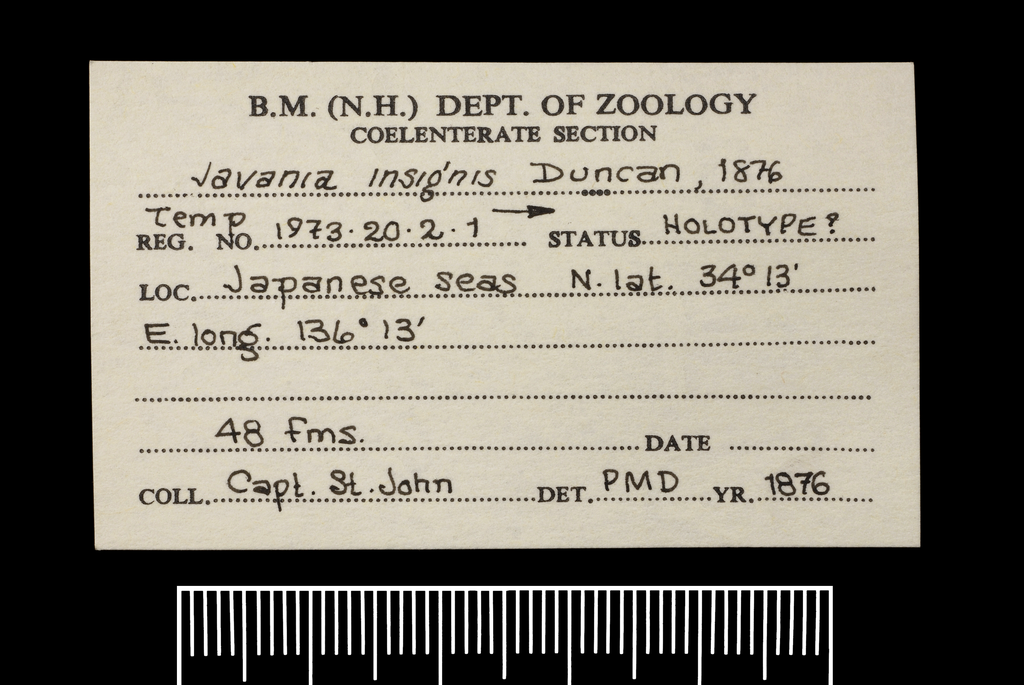 B.M. (N.H.) DEPT. OF ZOOLOGY
COELENTERATE SECTION
Javania insignis Duncan, 1876
Temp → 
REG. NO. 1973.20.2.1 STATUS HOLOTYPE?
LOC. Japanese seas N. lat. 34° 13'
E. long. 136° 13'
48 fms. DATE
COLL. Capt. St. John DET. PMD YR. 1876